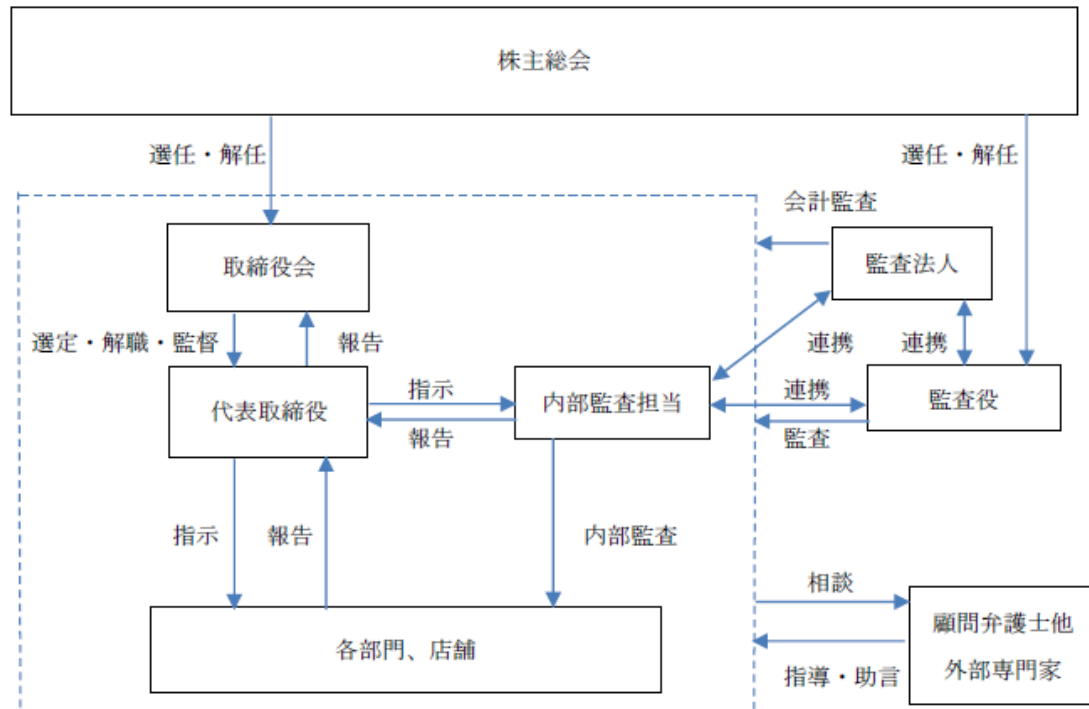 株主総会
選任・解任
選任・解任
会計監査
取締役会
監査法人
選定・解職・監督
報告
連携
連携
代表取締役
指示
報告
内部監査担当
連携
監査
監査役
指示
報告
内部監査
相談
顧問弁護士他
外部専門家
指導・助言
各部門、店舗